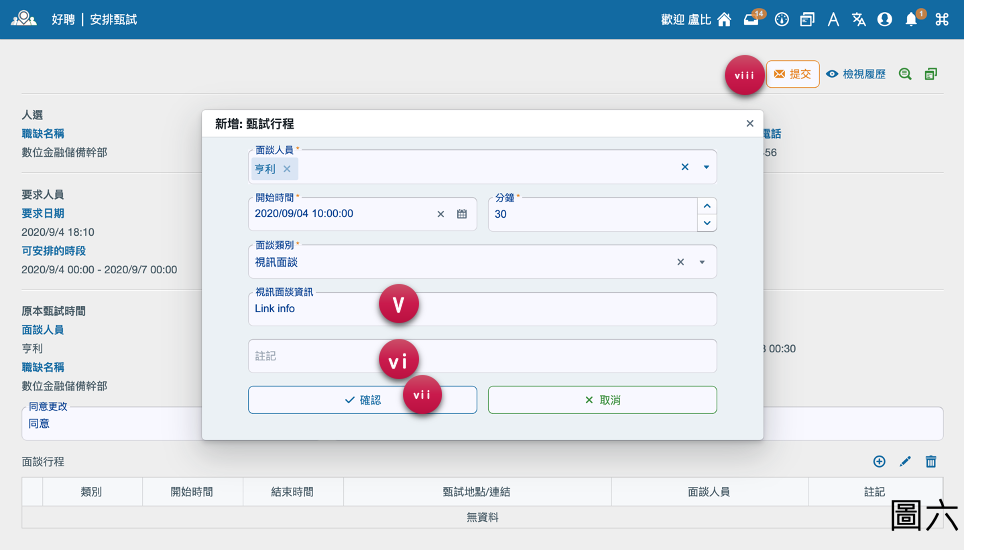 好聘 | 安排甄試
歡迎 盧比
14
1
viii
提交
檢視履歷
人選
職缺名稱
數位金融儲備幹部
電話
56
要求人員
要求日期
2020/9/4 18:10
可安排的時段
2020/9/4 00:00 - 2020/9/7 00:00
原本甄試時間
面談人員
亨利
00:30
職缺名稱
數位金融儲備幹部
同意更改
同意
新增: 甄試行程
面談人員 *
亨利
開始時間 *
2020/09/04 10:00:00
分鐘 *
30
面談類別 *
視訊面談
視訊面談資訊
Link info
V
註記
vi
確認
vii
取消
面談行程
類別 開始時間 結束時間 甄試地點/連結 面談人員 註記
無資料
圖六